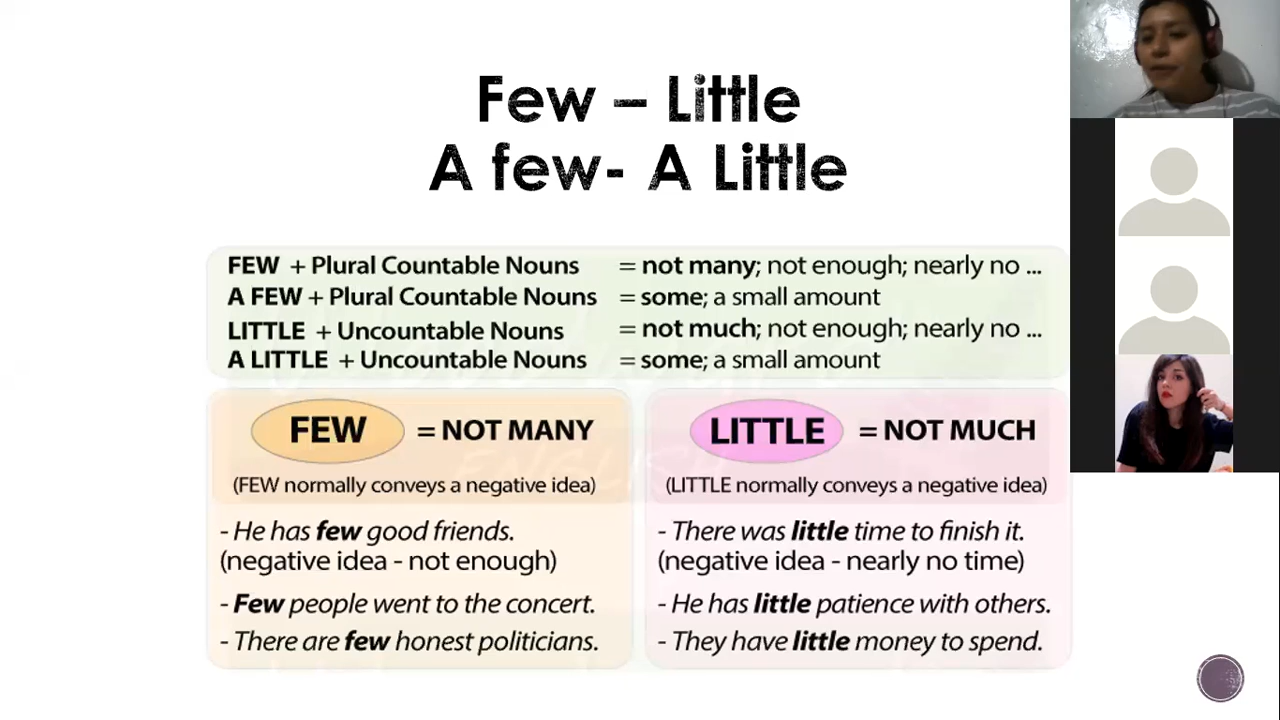 Few – Little
A few- A Little
FEW + Plural Countable Nouns = not many; not enough; nearly no ...
A FEW + Plural Countable Nouns = some; a small amount
LITTLE + Uncountable Nouns = not much; not enough; nearly no ...
A LITTLE + Uncountable Nouns = some; a small amount
FEW = NOT MANY
(FEW normally conveys a negative idea)
- He has few good friends.
(negative idea - not enough)
- Few people went to the concert.
- There are few honest politicians.
LITTLE = NOT MUCH
(LITTLE normally conveys a negative idea)
- There was little time to finish it.
(negative idea - nearly no time)
- He has little patience with others.
- They have little money to spend.